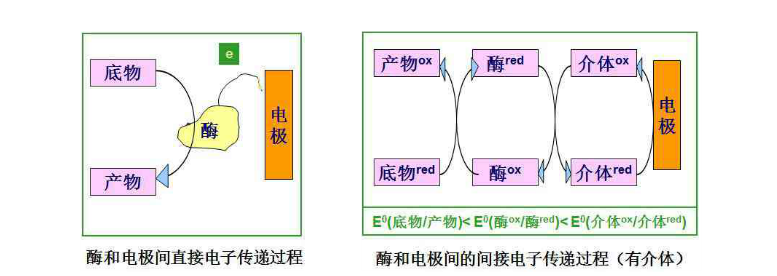 e
底物
酶
电极
产物
酶和电极间直接电子传递过程
产物ox
酶red
介体ox
电极
底物red
酶ox
介体red
E⁰(底物/产物)< E⁰(酶ox/酶red)< E⁰(介体ox/介体red)
酶和电极间的间接电子传递过程（有介体）